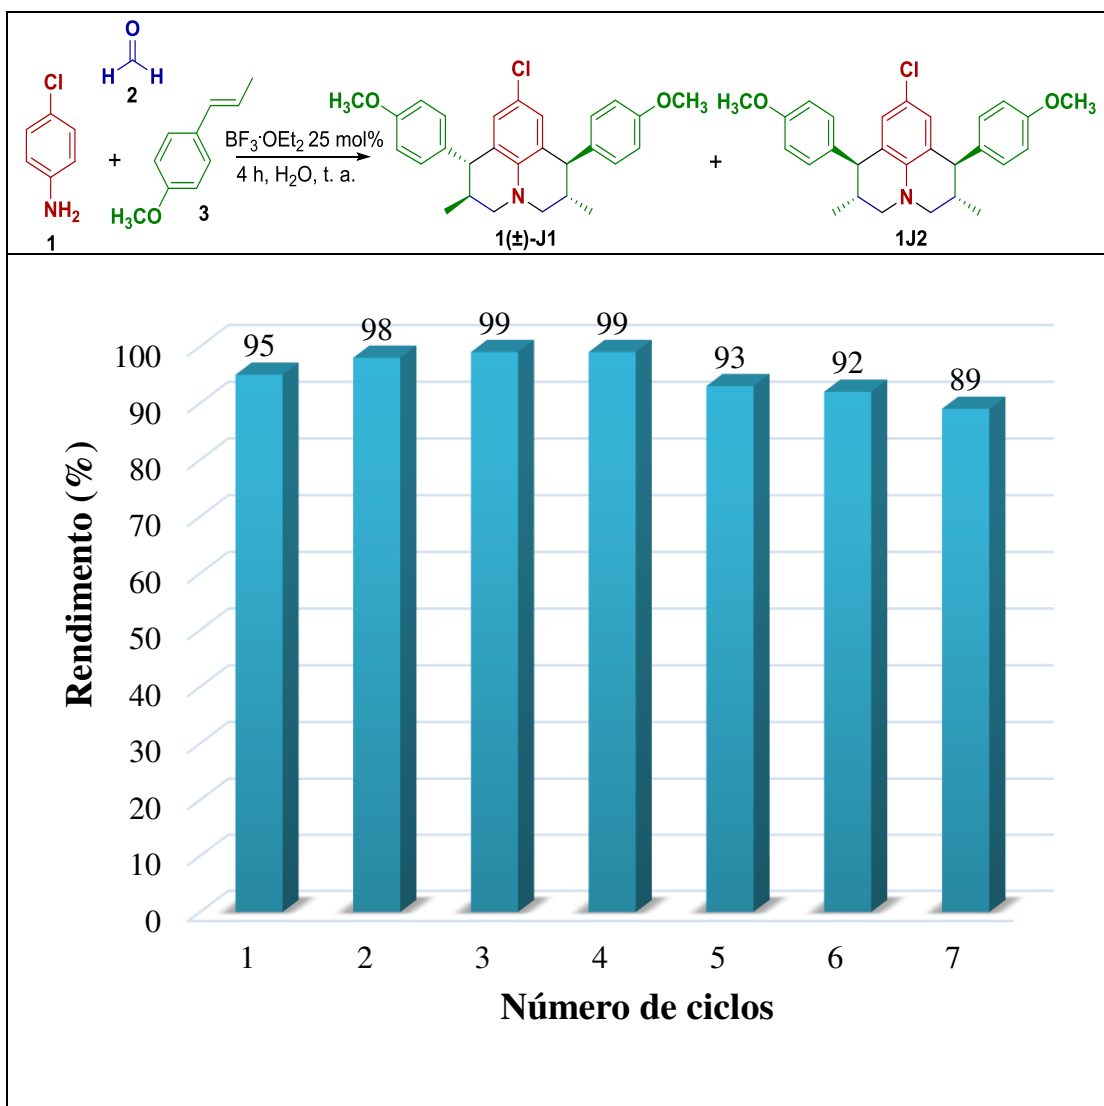 O
H H
2
Cl
NH₂
1
+
H₃CO
3
BF₃·OEt₂ 25 mol%
4 h, H₂O, t. a.
Cl
H₃CO
OCH₃
N
1(±)-J1
+
Cl
H₃CO
OCH₃
N
1J2
Rendimento (%)
100
90
80
70
60
50
40
30
20
10
0
95 98 99 99 93 92 89
1 2 3 4 5 6 7
Número de ciclos